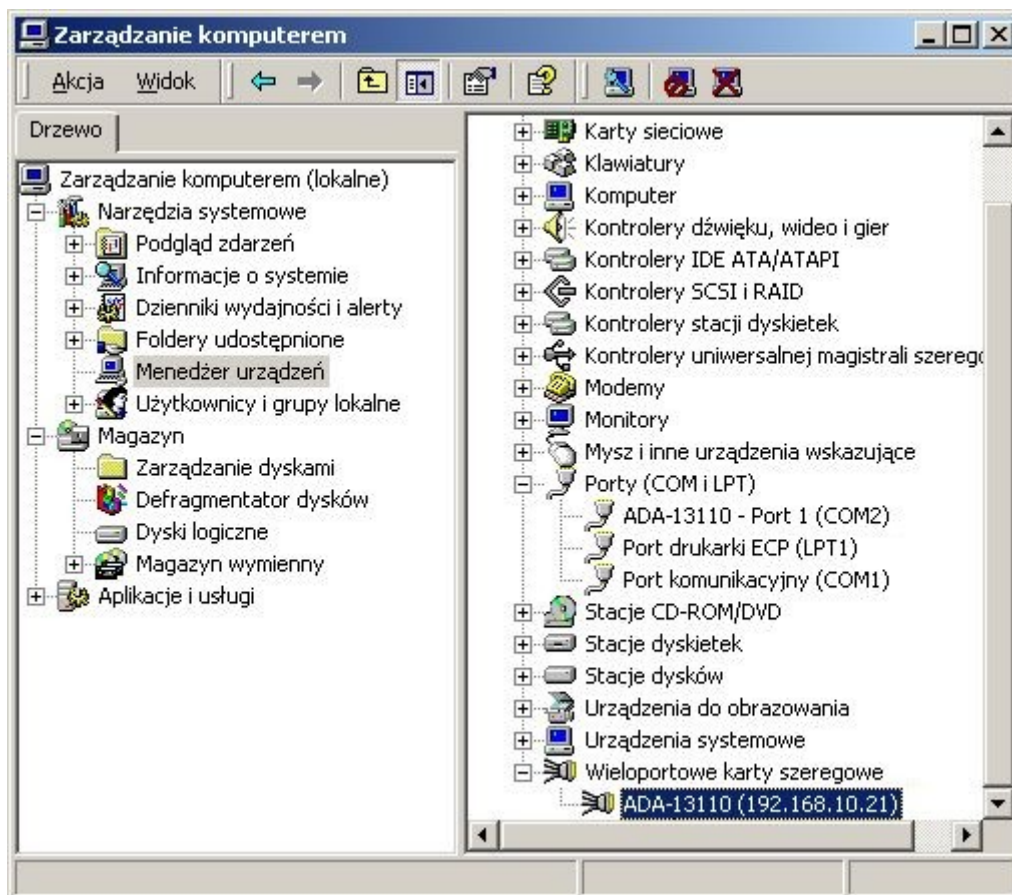 Zarządzanie komputerem
Akcja Widok
Drzewo
Zarządzanie komputerem (lokalne)
Narzędzia systemowe
Podgląd zdarzeń
Informacje o systemie
Dzienniki wydajności i alerty
Foldery udostępnione
Menedżer urządzeń
Użytkownicy i grupy lokalne
Magazyn
Zarządzanie dyskami
Defragmentator dysków
Dyski logiczne
Magazyn wymienny
Aplikacje i usługi
Karty sieciowe
Klawiatury
Komputer
Kontrolery dźwięku, wideo i gier
Kontrolery IDE ATA/ATAPI
Kontrolery SCSI i RAID
Kontrolery stacji dyskietek
Kontrolery uniwersalnej magistrali szerego
Modemy
Monitory
Mysz i inne urządzenia wskazujące
Porty (COM i LPT)
ADA-13110 - Port 1 (COM2)
Port drukarki ECP (LPT1)
Port komunikacyjny (COM1)
Stacje CD-ROM/DVD
Stacje dyskietek
Stacje dysków
Urządzenia do obrazowania
Urządzenia systemowe
Wieloportowe karty szeregowe
ADA-13110 (192.168.10.21)